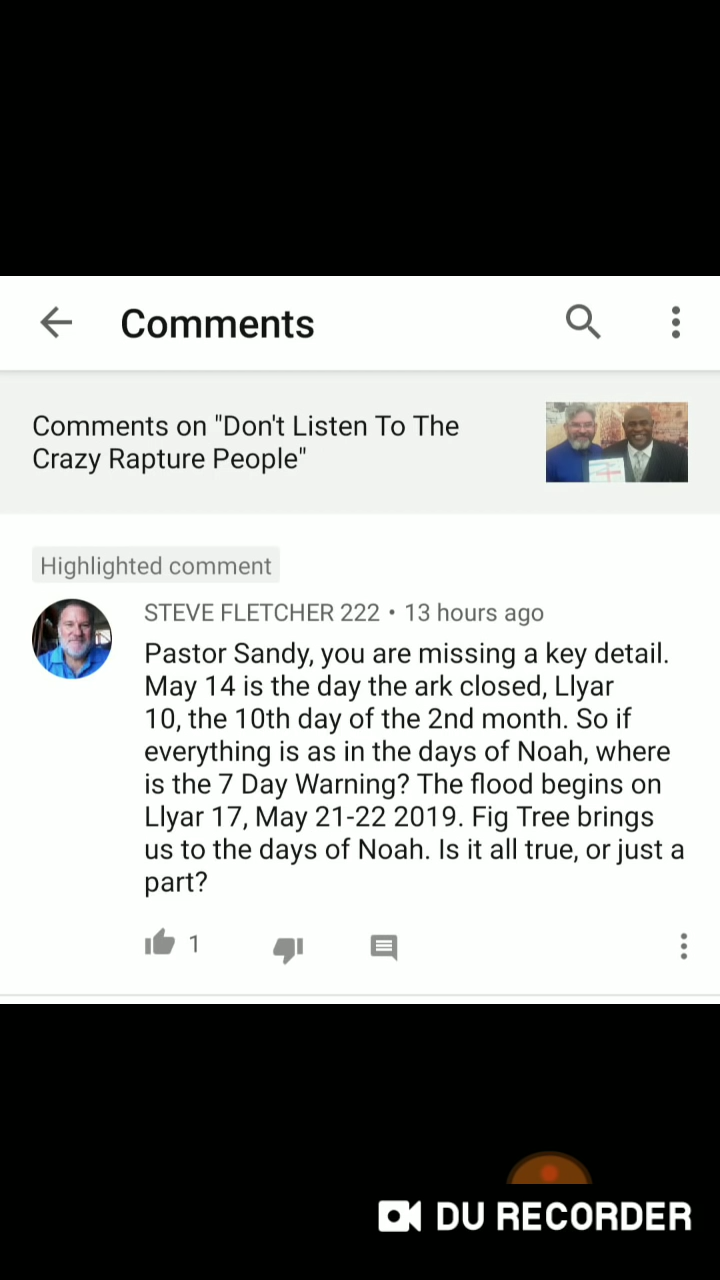 Comments
Comments on "Don't Listen To The
Crazy Rapture People"
Highlighted comment
STEVE FLETCHER 222 • 13 hours ago
Pastor Sandy, you are missing a key detail.
May 14 is the day the ark closed, Llyar
10, the 10th day of the 2nd month. So if
everything is as in the days of Noah, where
is the 7 Day Warning? The flood begins on
Llyar 17, May 21-22 2019. Fig Tree brings
us to the days of Noah. Is it all true, or just a
part?
1
DU RECORDER